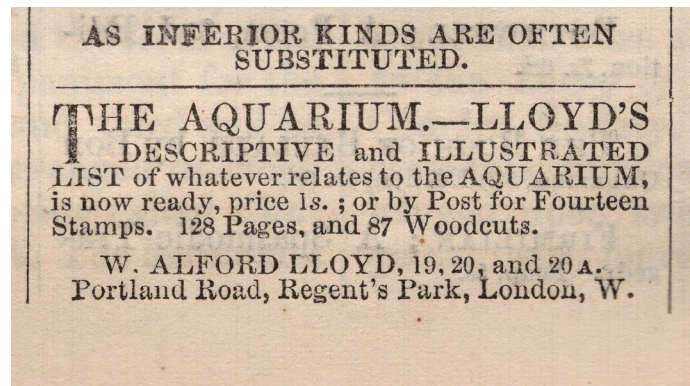 AS INFERIOR KINDS ARE OFTEN
SUBSTITUTED.
THE AQUARIUM.—LLOYD'S
DESCRIPTIVE and ILLUSTRATED
LIST of whatever relates to the AQUARIUM,
is now ready, price 1s. ; or by Post for Fourteen
Stamps. 128 Pages, and 87 Woodcuts.
W. ALFORD LLOYD, 19, 20, and 20 A.
Portland Road, Regent's Park, London, W.